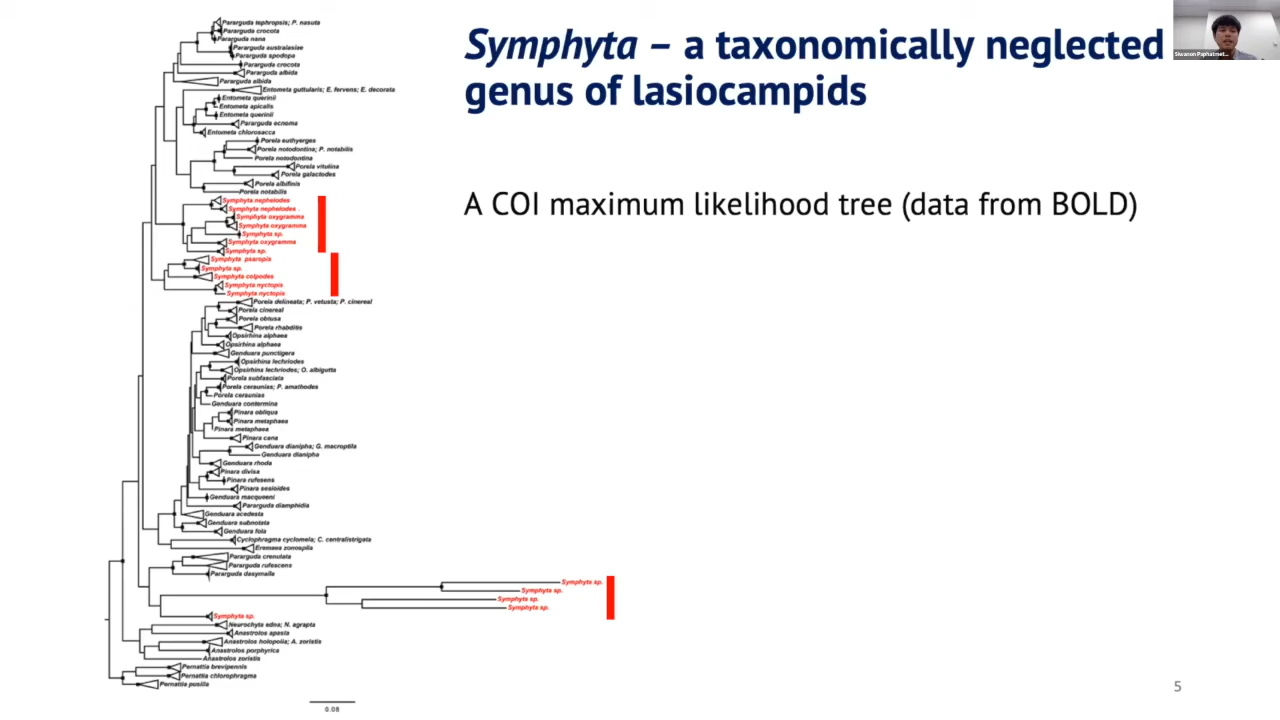 Symphyta – a taxonomically neglected
genus of lasiocampids
Siwanon Paphatmet...
A COI maximum likelihood tree (data from BOLD)
Pararguda tephropsis; P. nasuta
Pararguda crocota
Pararguda nana
Pararguda australasiae
Pararguda spodopa
Pararguda crocota
Pararguda albida
Pararguda albida
Entometa guttularis; E. fervens; E. decorata
Entometa querinii
Entometa apicalis
Entometa querinii
Pararguda ecnoma
Entometa chlorosacca
Porela euthyerges
Porela notodontina; P. notabilis
Porela notodontina
Porela vitulina
Porela galactodes
Porela albifinis
Porela notabilis
Symphyta nephelodes
Symphyta nephelodes .
Symphyta oxygramma
Symphyta oxygramma
Symphyta sp.
Symphyta oxygramma
Symphyta sp.
Symphyta psaropis
Symphyta sp.
Symphyta colpodes
Symphyta nyctopis
Symphyta nyctopis
Porela delineata; P. vetusta; P. cinereal
Porela cinereal
Porela obtusa
Porela rhabditis
Opsirhina alphaea
Opsirhina alphaea
Genduara punctigera
Opsirhina lechriodes
Opsirhina lechriodes; O. albigutta
Porela subfasciata
Porela ceraunias; P. amathodes
Porela ceraunias
Genduara contermina
Pinara obliqua
Pinara metaphaea
Pinara metaphaea
Pinara cana
Genduara dianipha; G. macroptila
Genduara dianipha
Genduara rhoda
Pinara divisa
Pinara rufesens
Pinara sesioides
Genduara macqueeni
Pararguda diamphidia
Genduara acedesta
Genduara subnotata
Genduara fola
Cyclophragma cyclomela; C. centralistrigata
Eremaea zonospila
Pararguda crenulata
Pararguda rufescens
Pararguda dasymalla
Symphyta sp.
Symphyta sp.
Symphyta sp.
Symphyta sp.
Symphyta sp.
Neurochyta edna; N. agrapta
Anastrolos apasta
Anastrolos holopolia; A. zoristis
Anastrolos porphyrica
Anastrolos zoristis
Pernattia brevipennis
Pernattia chlorophragma
Pernattia pusilla
0.08
5